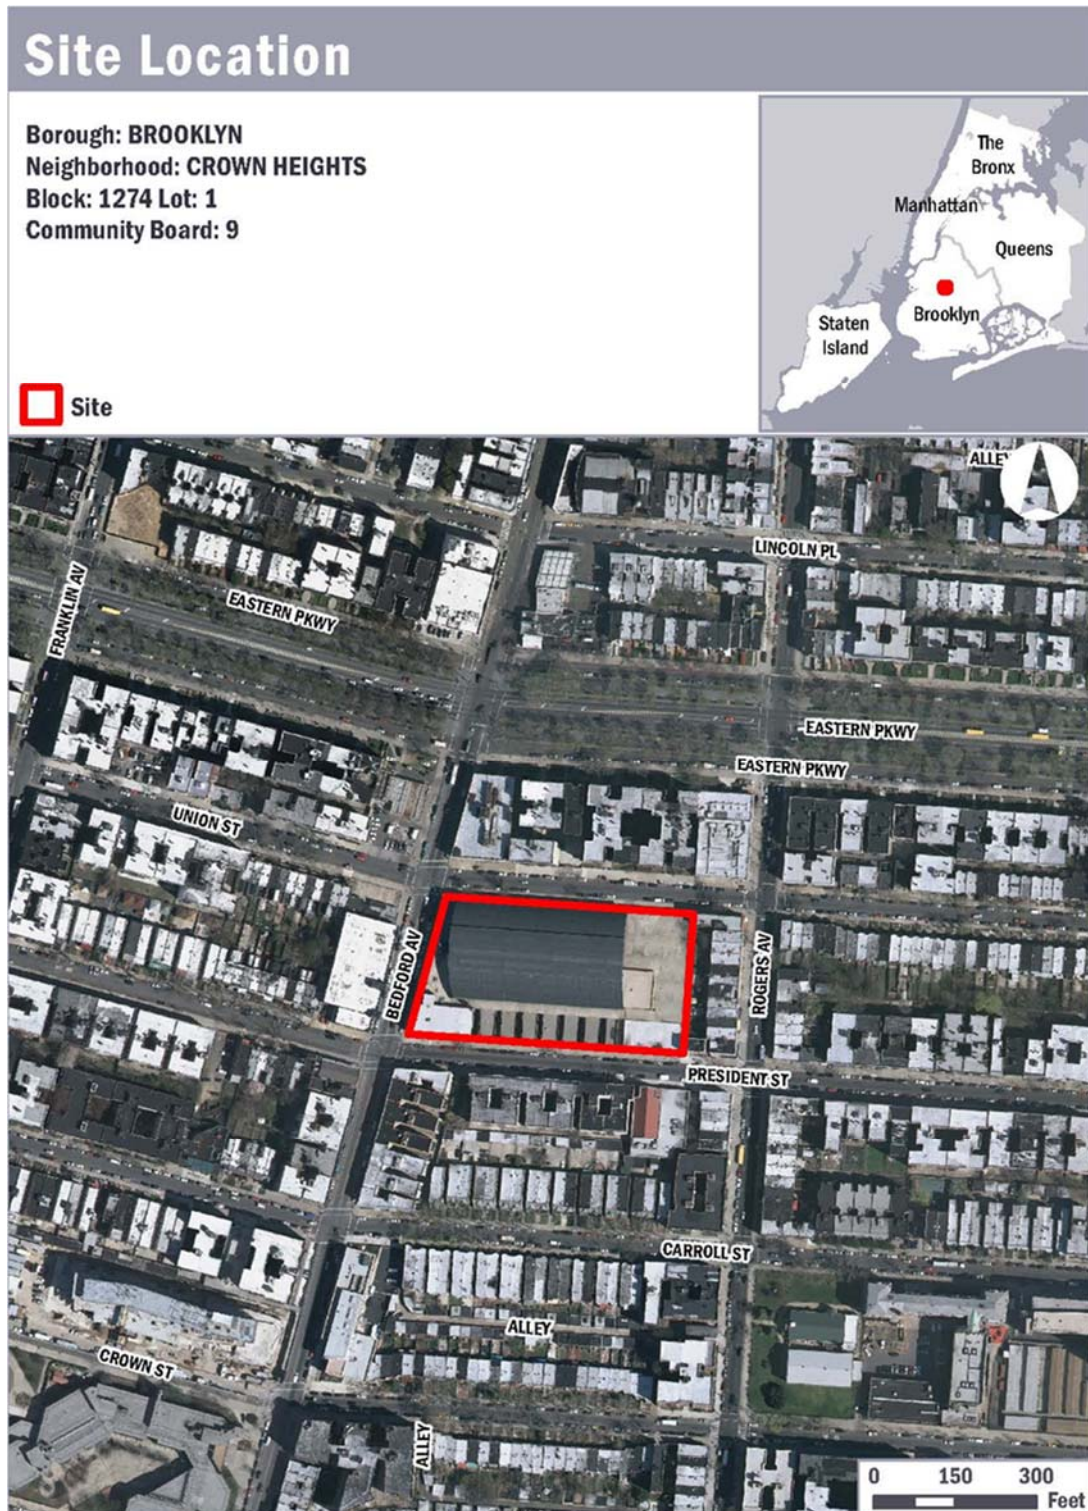 Site Location
Borough: BROOKLYN
Neighborhood: CROWN HEIGHTS
Block: 1274 Lot: 1
Community Board: 9
The
Bronx
Manhattan
Queens
Brooklyn
Staten
Island
Site
ALLEY
LINCOLN PL
FRANKLIN AV
EASTERN PKWY
EASTERN PKWY
EASTERN PKWY
UNION ST
BEDFORD AV
ROGERS AV
PRESIDENT ST
CARROLL ST
ALLEY
CROWN ST
ALLEY
0 150 300
Feet